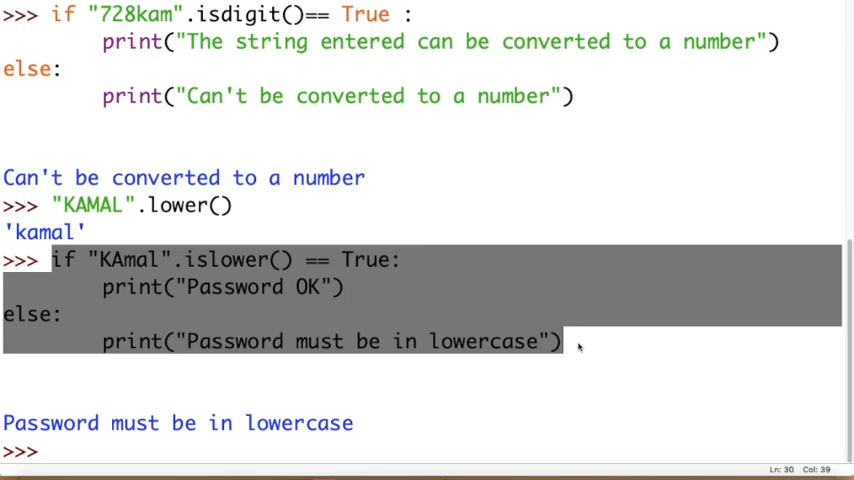 >>> if "728kam".isdigit()== True :
print("The string entered can be converted to a number")
else:
print("Can't be converted to a number")
Can't be converted to a number
>>> "KAMAL".lower()
'kamal'
>>> if "KAmal".islower() == True:
print("Password OK")
else:
print("Password must be in lowercase")
Password must be in lowercase
>>>
Ln: 30 Col: 39